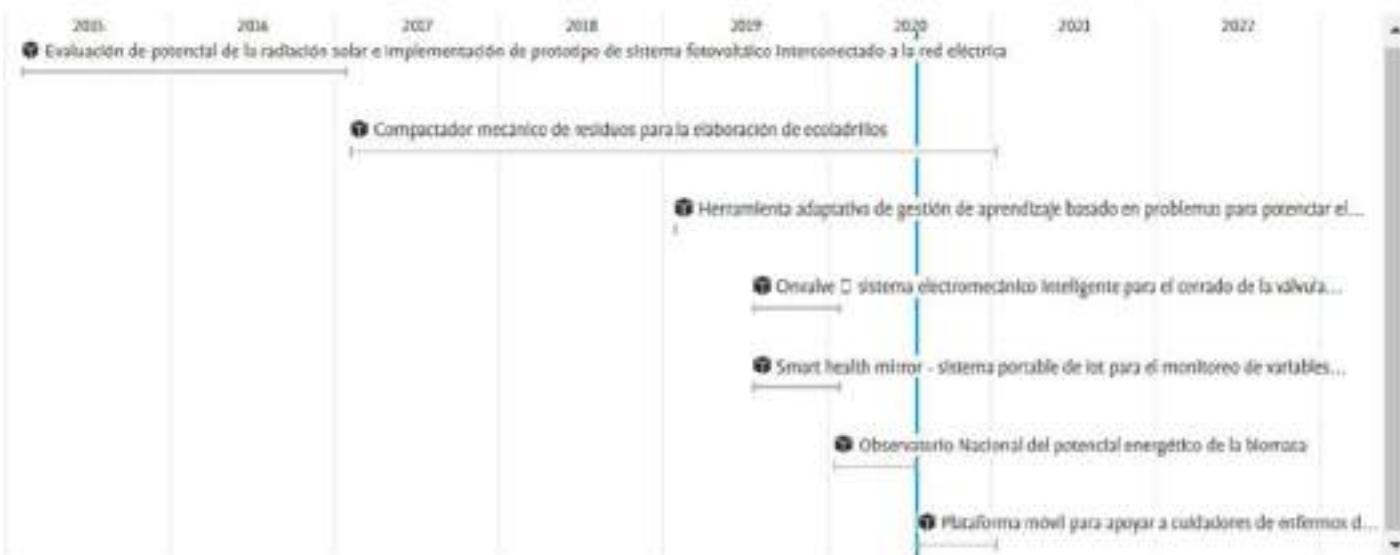 2015 2016 2017 2018 2019 2020 2021 2022
Evaluación de potencial de la radiación solar e implementación de prototipo de sistema fotovoltáico interconectado a la red eléctrica
Compactador mecánico de residuos para la elaboración de ecoladrillos
Herramienta adaptativa de gestión de aprendizaje basado en problemas para potenciar el...
Onvalve sistema electromecánico inteligente para el cerrado de la válvula...
Smart health mirror - sistema portable de iot para el monitoreo de variables...
Observatorio Nacional del potencial energético de la biomasa
Plataforma móvil para apoyar a cuidadores de enfermos d...